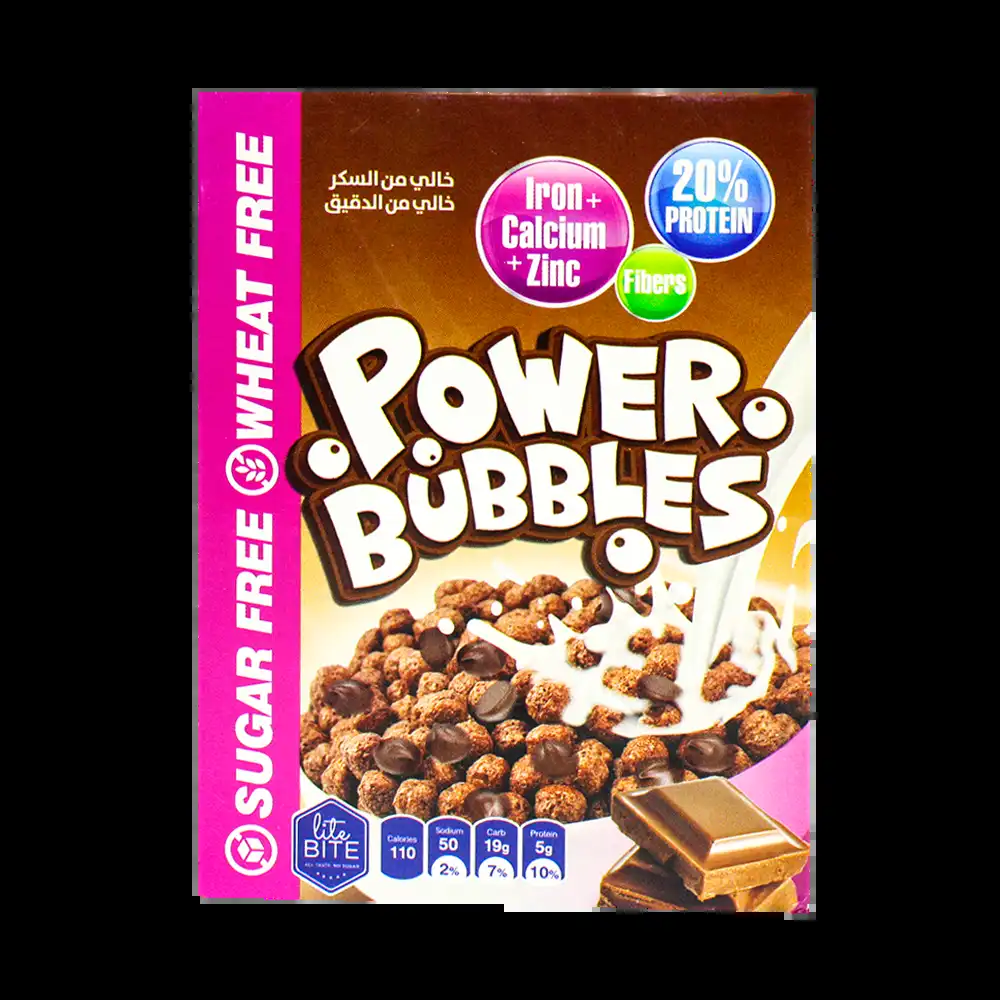 خالي من السكر
خالي من الدقيق
Iron+
Calcium
+Zinc
20%
PROTEIN
Fibers
SUGAR FREE WHEAT FREE
POWER
BUBBLES
lite
BITE
Calories
110
Sodium
50
2%
Carb
19g
7%
Protein
5g
10%